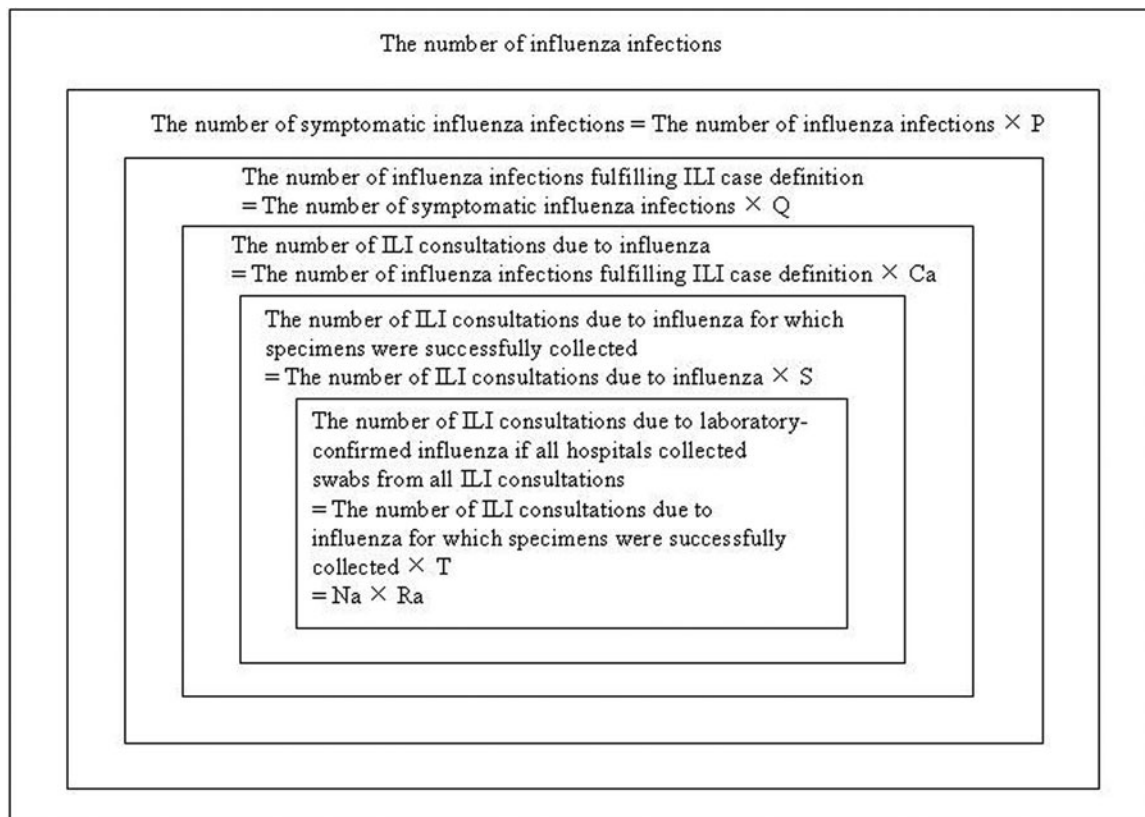 The number of influenza infections
The number of symptomatic influenza infections = The number of influenza infections × P
The number of influenza infections fulfilling ILI case definition
= The number of symptomatic influenza infections × Q
The number of ILI consultations due to influenza
= The number of influenza infections fulfilling ILI case definition × Ca
The number of ILI consultations due to influenza for which
specimens were successfully collected
= The number of ILI consultations due to influenza × S
The number of ILI consultations due to laboratory-
confirmed influenza if all hospitals collected
swabs from all ILI consultations
= The number of ILI consultations due to
influenza for which specimens were successfully
collected × T
= Na × Ra